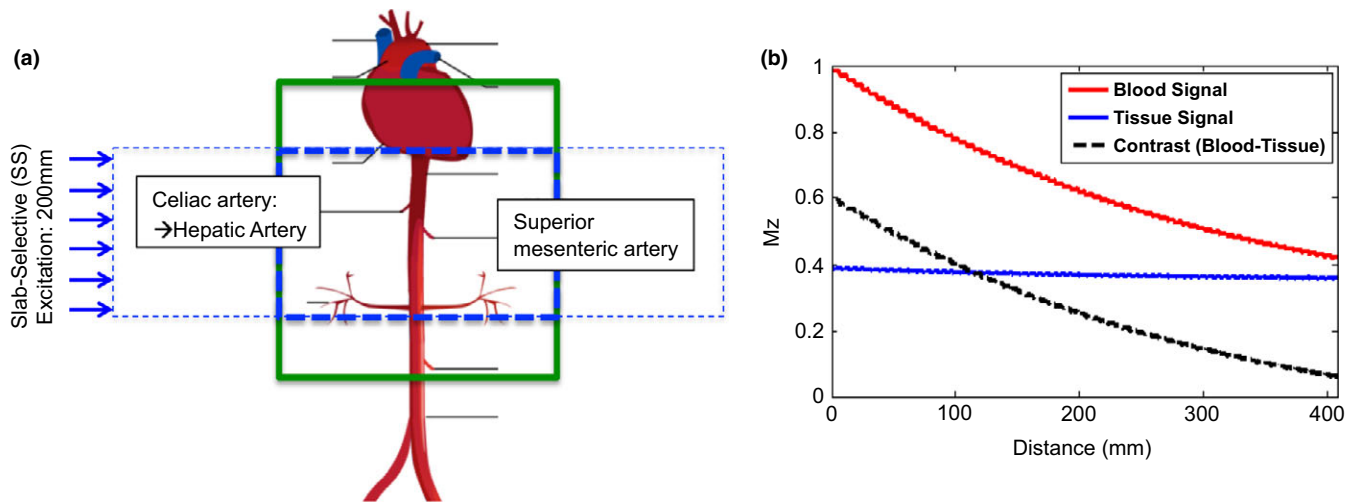 (a)
Slab-Selective (SS)
Excitation: 200mm
Celiac artery:
→Hepatic Artery
Superior
mesenteric artery
(b)
1
0.8
0.6
0.4
0.2
0
Mz
Blood Signal
Tissue Signal
Contrast (Blood-Tissue)
0
100
200
300
400
Distance (mm)